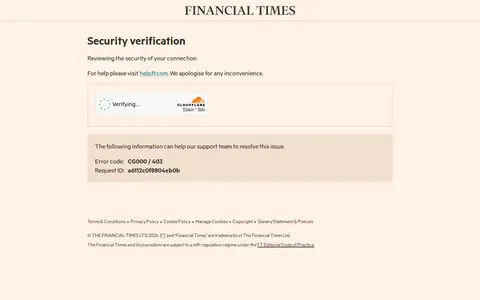 FINANCIAL TIMES
Security verification
Reviewing the security of your connection
For help please visit help.ft.com. We apologise for any inconvenience.
Verifying...
CLOUDFLARE
Privacy • Help
The following information can help our support team to resolve this issue.
Error code: CG000 / 403
Request ID: a6112c0f8804eb0b
Terms & Conditions • Privacy Policy • Cookie Policy • Manage Cookies • Copyright • Slavery Statement & Policies
© THE FINANCIAL TIMES LTD 2026. FT and 'Financial Times' are trademarks of The Financial Times Ltd.
The Financial Times and its journalism are subject to a self-regulation regime under the FT Editorial Code of Practice.